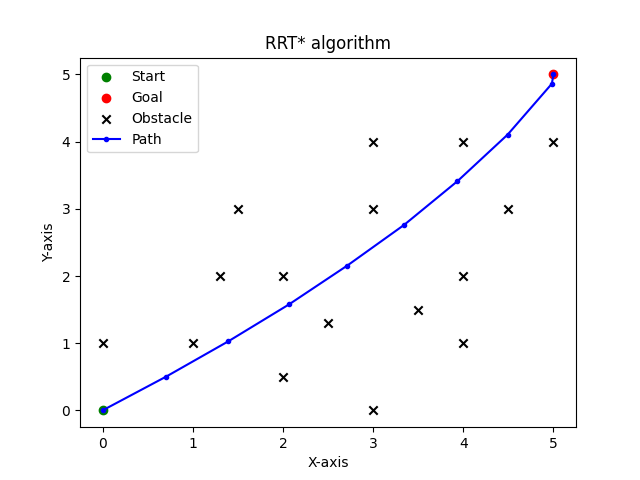 RRT* algorithm
Start
Goal
Obstacle
Path
Y-axis
5
4
3
2
1
0
0 1 2 3 4 5
X-axis